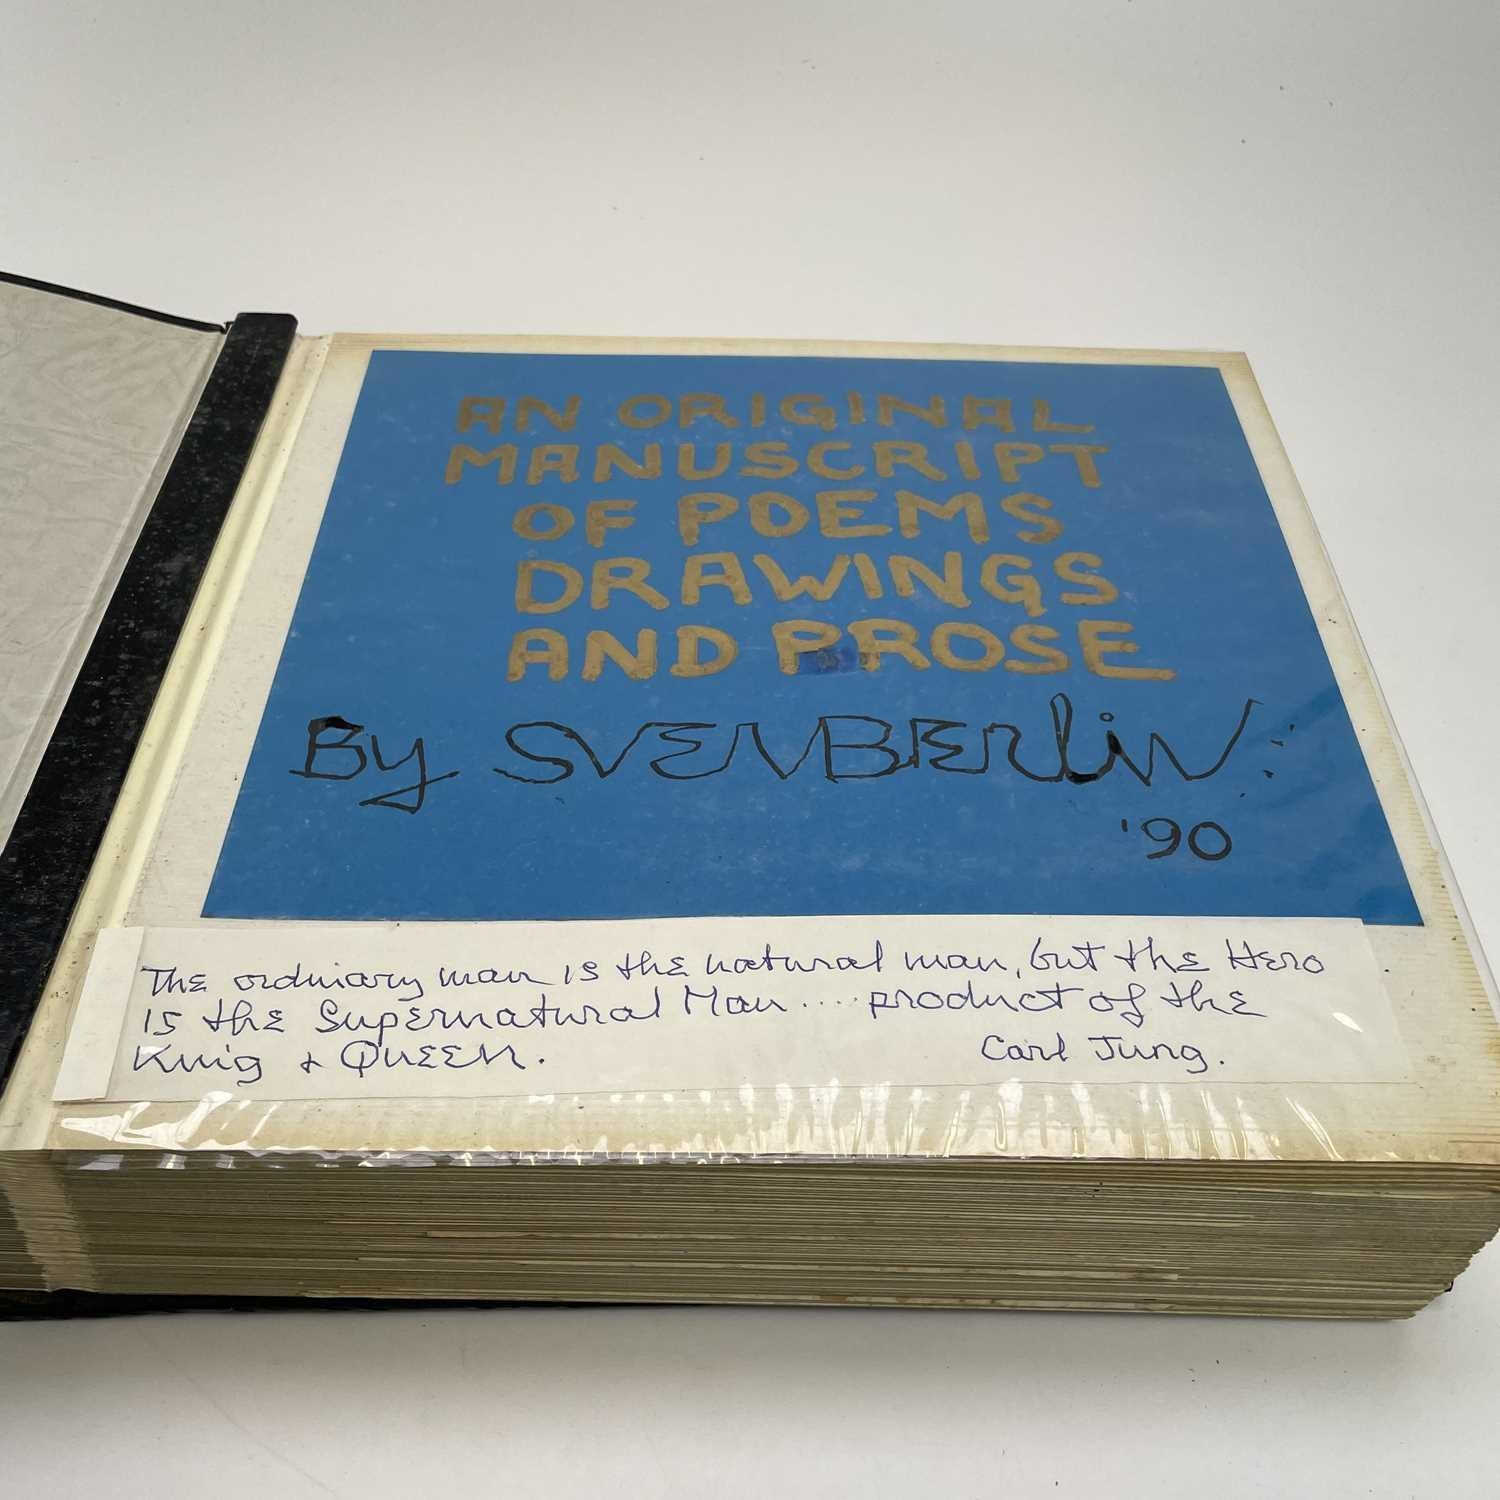 AN ORIGINAL
MANUSCRIPT
OF POEMS
DRAWINGS
AND PROSE
By SVEN BErliN:
'90
The ordinary man is the natural man, but the Hero
is the Supernatural Man .... product of the
King + QuEEn.
Carl Jung.